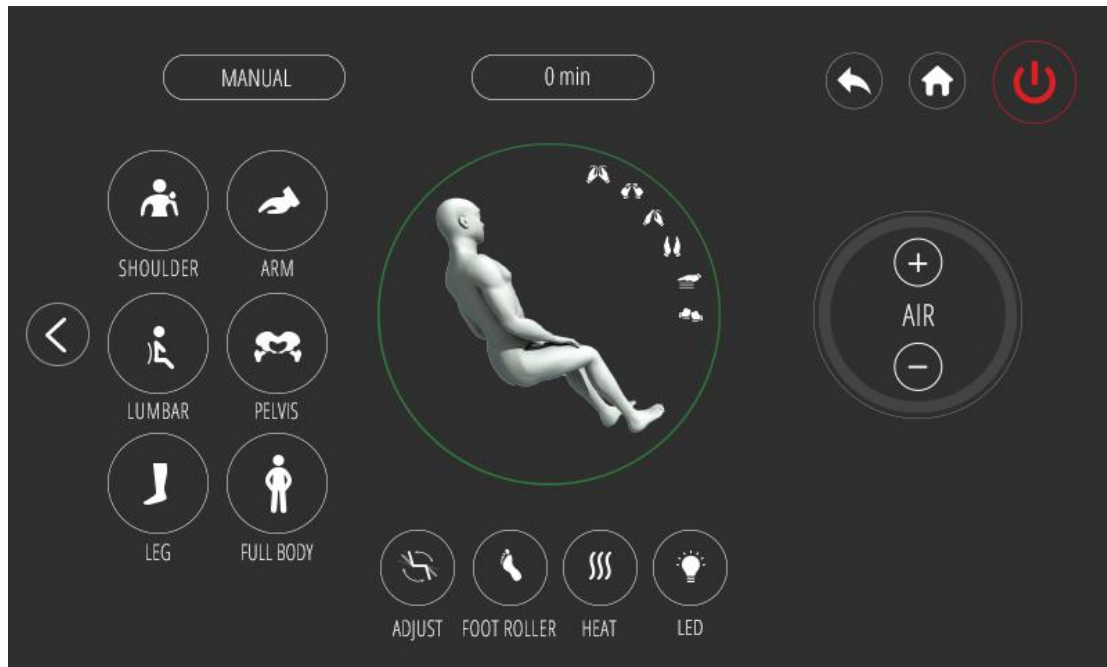 MANUAL
0 min
SHOULDER
ARM
AIR
LUMBAR
PELVIS
LEG
FULL BODY
ADJUST
FOOT ROLLER
HEAT
LED